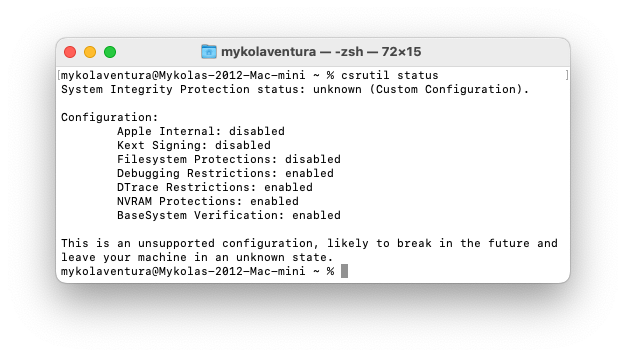 mykolaventura — -zsh — 72×15
[mykolaventura@Mykolas-2012-Mac-mini ~ % csrutil status ]
System Integrity Protection status: unknown (Custom Configuration).
Configuration:
Apple Internal: disabled
Kext Signing: disabled
Filesystem Protections: disabled
Debugging Restrictions: enabled
DTrace Restrictions: enabled
NVRAM Protections: enabled
BaseSystem Verification: enabled
This is an unsupported configuration, likely to break in the future and
leave your machine in an unknown state.
mykolaventura@Mykolas-2012-Mac-mini ~ %